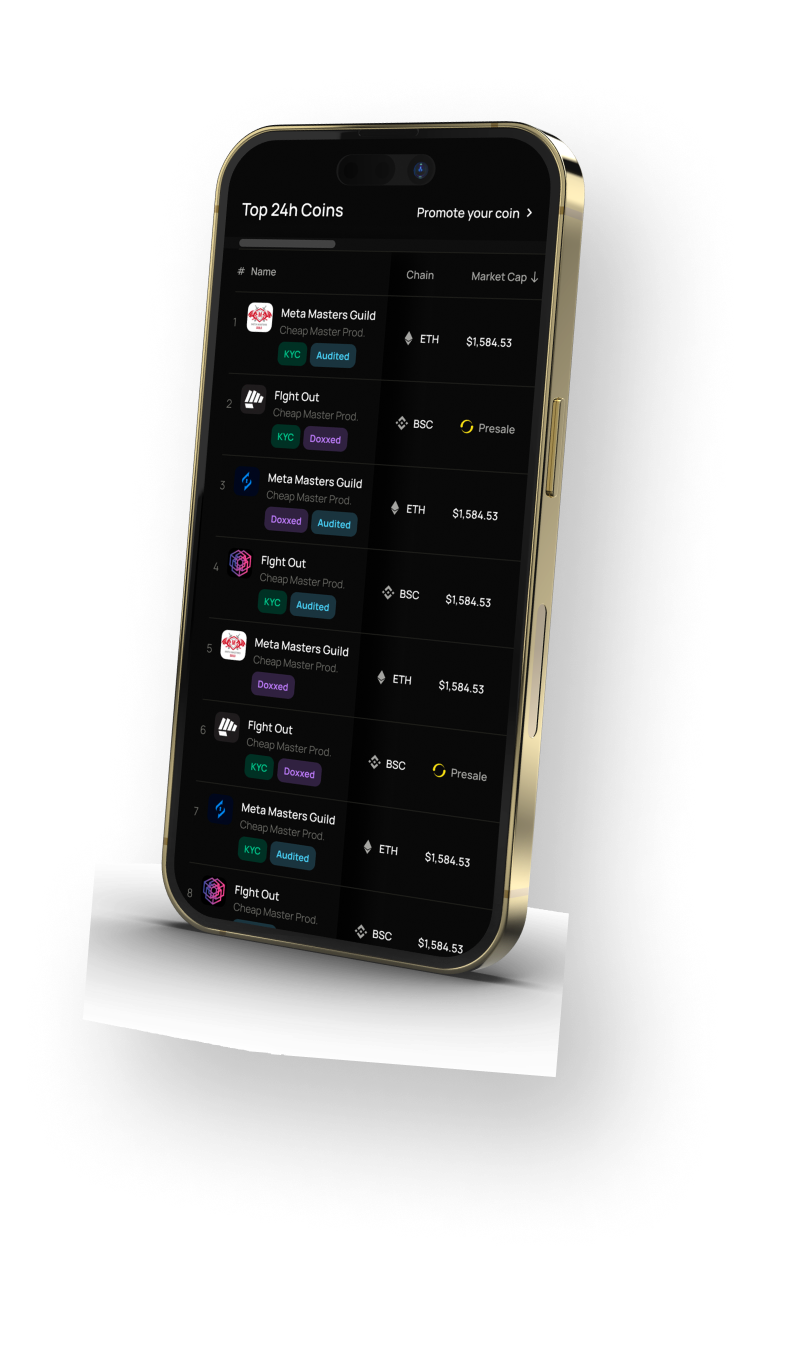 Top 24h Coins Promote your coin
# Name Chain Market Cap
1 Meta Masters Guild
Cheap Master Prod.
KYC Audited
ETH $1,584.53
2 FIght Out
Cheap Master Prod.
KYC Doxxed
BSC Presale
3 Meta Masters Guild
Cheap Master Prod.
Doxxed Audited
ETH $1,584.53
4 FIght Out
Cheap Master Prod.
KYC Audited
BSC $1,584.53
5 Meta Masters Guild
Cheap Master Prod.
Doxxed
ETH $1,584.53
6 FIght Out
Cheap Master Prod.
KYC Doxxed
BSC Presale
7 Meta Masters Guild
Cheap Master Prod.
KYC Audited
ETH $1,584.53
8 FIght Out
Cheap Master Prod.
BSC $1,584.53